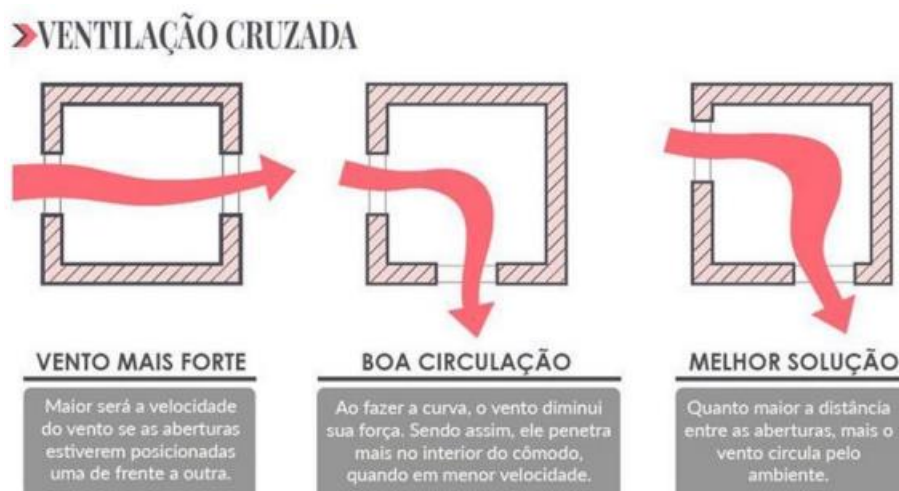 VENTILAÇÃO CRUZADA
VENTO MAIS FORTE
Maior será a velocidade
do vento se as aberturas
estiverem posicionadas
uma de frente a outra.
BOA CIRCULAÇÃO
Ao fazer a curva, o vento diminui
sua força. Sendo assim, ele penetra
mais no interior do cômodo,
quando em menor velocidade.
MELHOR SOLUÇÃO
Quanto maior a distância
entre as aberturas, mais o
vento circula pelo
ambiente.